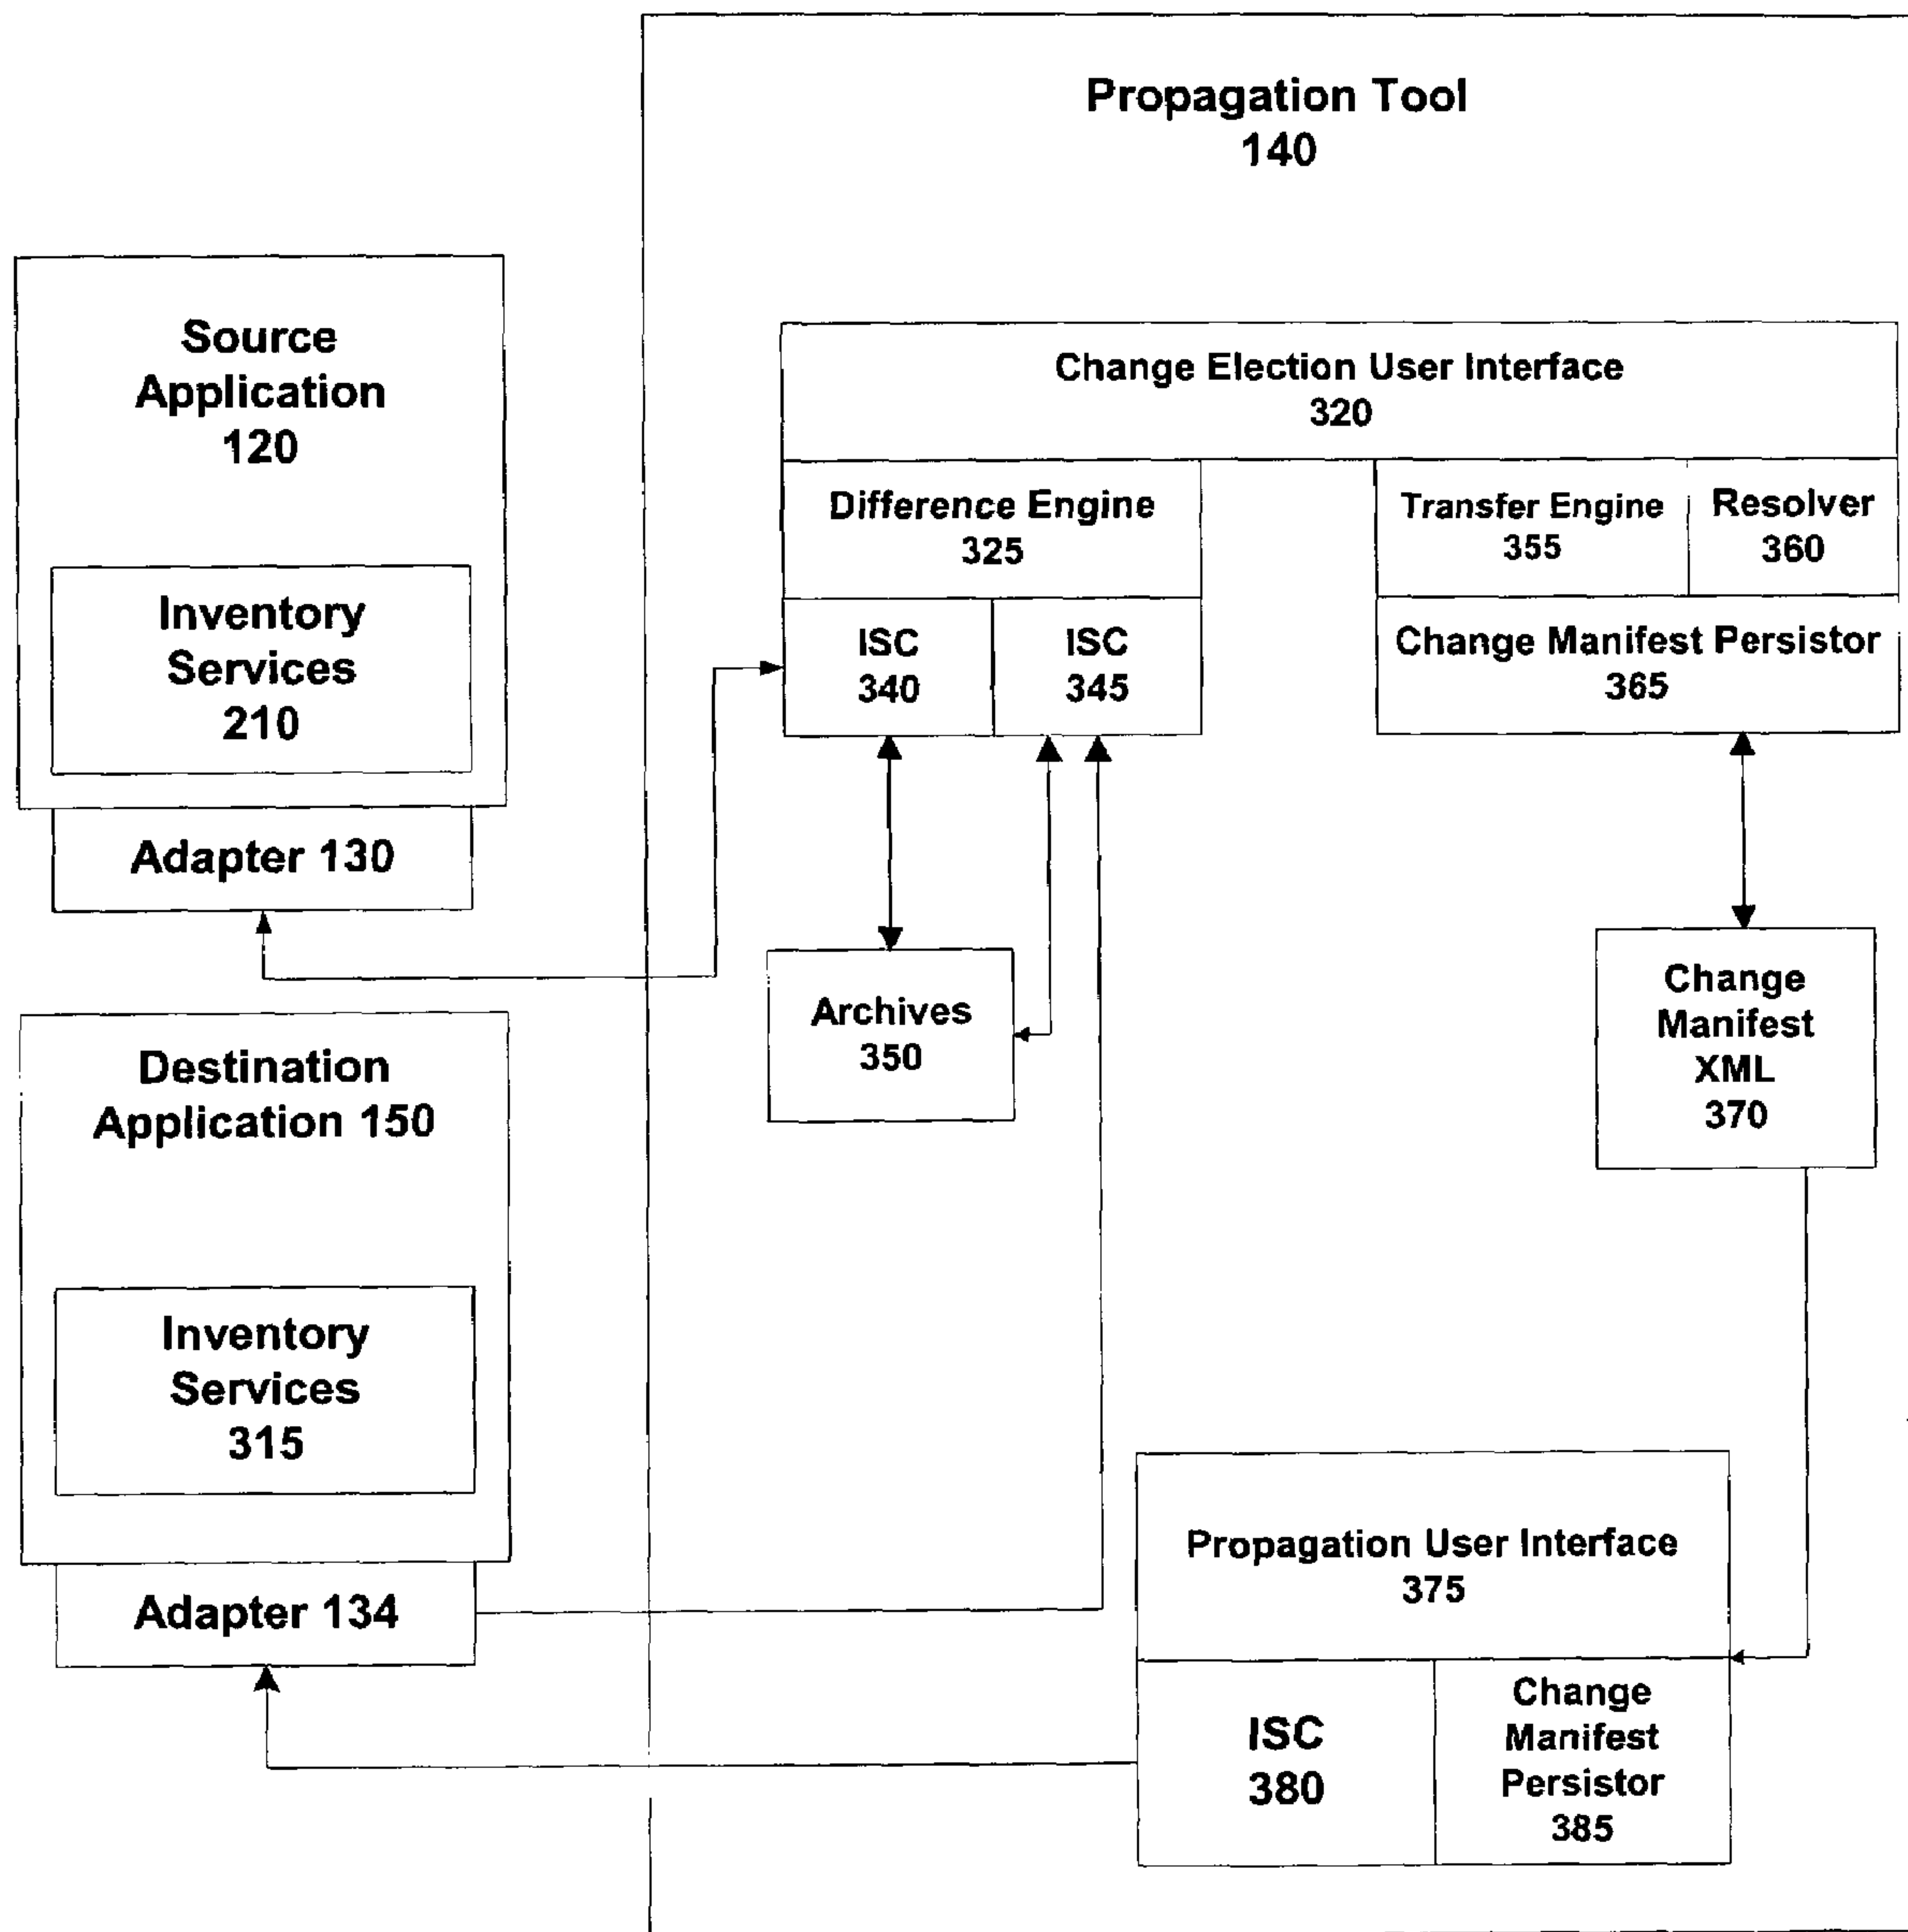 Propagation Tool
140
Source
Application
120
Inventory
Services
210
Adapter 130
Destination
Application 150
Inventory
Services
315
Adapter 134
Change Election User Interface
320
Difference Engine
325
ISC
340
ISC
345
Transfer Engine
355
Resolver
360
Change Manifest Persistor
365
Archives
350
Change
Manifest
XML
370
Propagation User Interface
375
ISC
380
Change
Manifest
Persistor
385